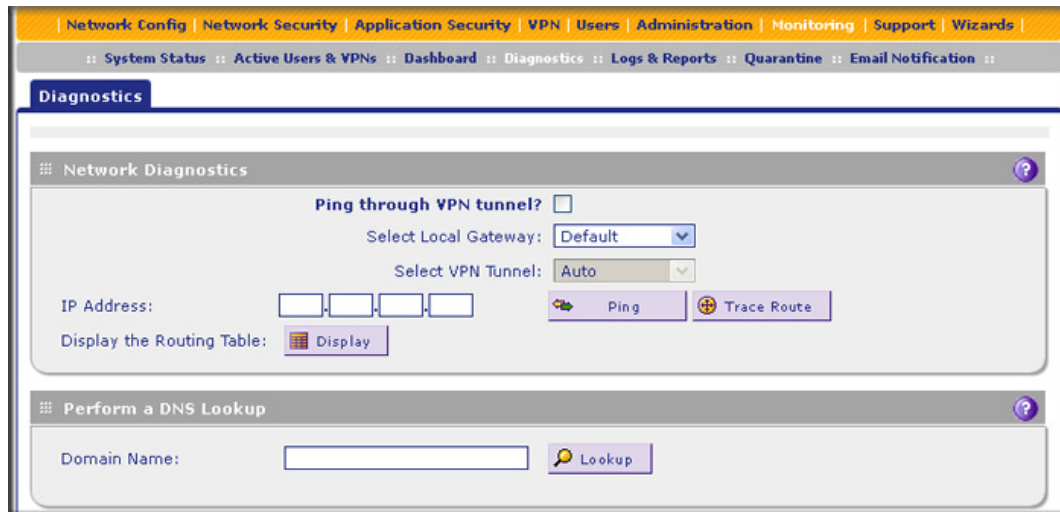 | Network Config | Network Security | Application Security | VPN | Users | Administration | Monitoring | Support | Wizards |
:: System Status :: Active Users & VPNs :: Dashboard :: Diagnostics :: Logs & Reports :: Quarantine :: Email Notification ::
Diagnostics
Network Diagnostics ?
Ping through VPN tunnel?
Select Local Gateway: Default
Select VPN Tunnel: Auto
IP Address: . . . Ping Trace Route
Display the Routing Table: Display
Perform a DNS Lookup ?
Domain Name: Lookup